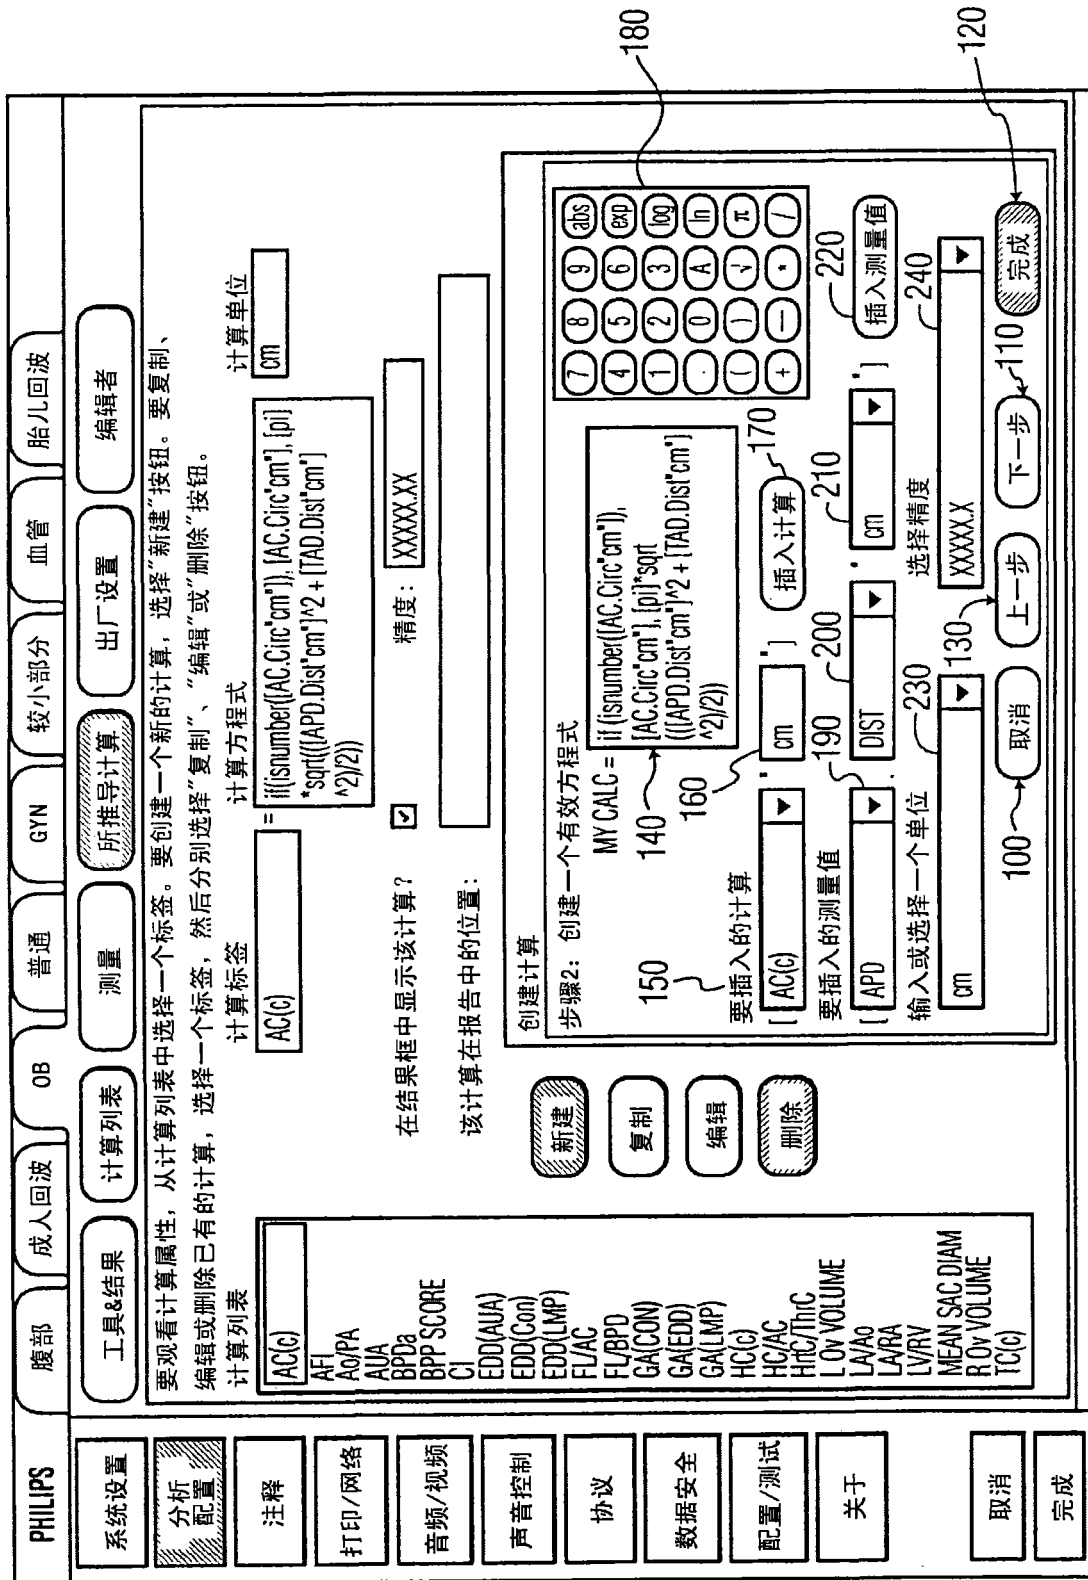 PHILIPS
腹部
成人回波
OB
普通
GYN
较小部分
血管
胎儿回波
系统设置
分析
配置
注释
打印/网络
音频/视频
声音控制
协议
数据安全
配置/测试
关于
取消
完成
工具&结果
计算列表
测量
所推导计算
出厂设置
编辑者
要观看计算属性，从计算列表中选择一个标签。要创建一个新的计算，选择"新建"按钮。要复制、
编辑或删除已有的计算，选择一个标签，然后分别选择"复制"、"编辑"或"删除"按钮。
计算列表
AC(c)
AFI
Ao/PA
AUA
BPDa
BPP SCORE
CI
EDD(AUA)
EDD(Con)
EDD(LMP)
FL/AC
FL/BPD
GA(CON)
GA(EDD)
GA(LMP)
HC(c)
HC/AC
HrtC/ThrC
L Ov VOLUME
LA/Ao
LA/RA
LV/RV
MEAN SAC DIAM
R Ov VOLUME
TC(c)
计算标签
计算方程式
计算单位
AC(c)
=
if(isnumber([AC.Circ"cm"]), [AC.Circ"cm"], [pi]
*sqrt(([APD.Dist"cm"]^2 + [TAD.Dist"cm"]
^2)/2))
cm
在结果框中显示该计算?
精度:
XXXXX.XX
该计算在报告中的位置:
新建
复制
编辑
删除
创建计算
步骤2: 创建一个有效方程式
MY CALC =
if (isnumber([AC.Circ"cm"]),
[AC.Circ"cm"], [pi]*sqrt
(([APD.Dist"cm"]^2 + [TAD.Dist"cm"]
^2)/2))
140
7 8 9 abs
4 5 6 exp
1 2 3 log
. 0 A ln
( ) √ π
+ − * /
180
150
要插入的计算
160
[ AC(c) " cm " ]
插入计算
170
要插入的测量值
190
200
210
220
[ APD . DIST " cm " ]
插入测量值
输入或选择一个单位
230
选择精度
240
cm
XXXXX.X
130
100
取消
上一步
下一步
110
完成
120